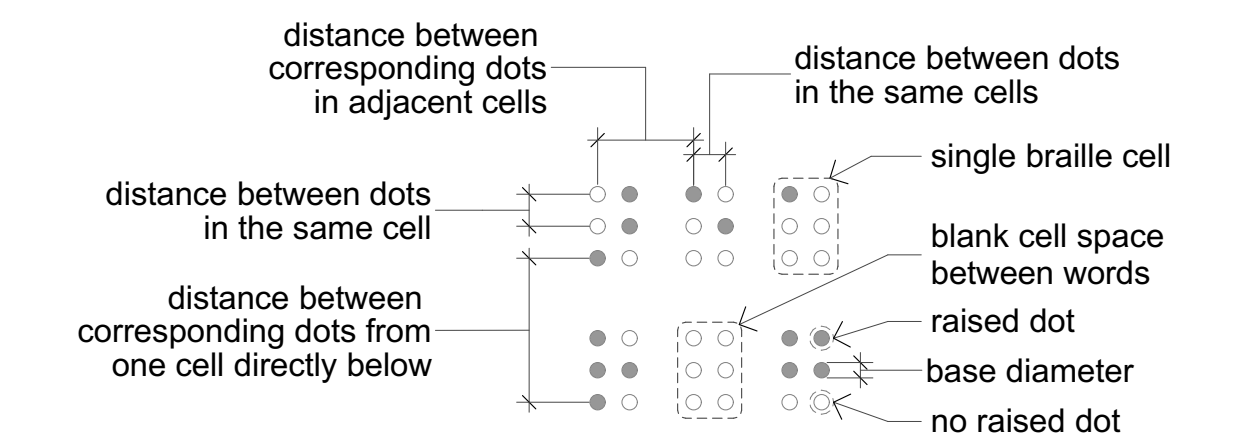 distance between
corresponding dots
in adjacent cells
distance between dots
in the same cells
single braille cell
distance between dots
in the same cell
blank cell space
between words
distance between
corresponding dots from
one cell directly below
raised dot
base diameter
no raised dot